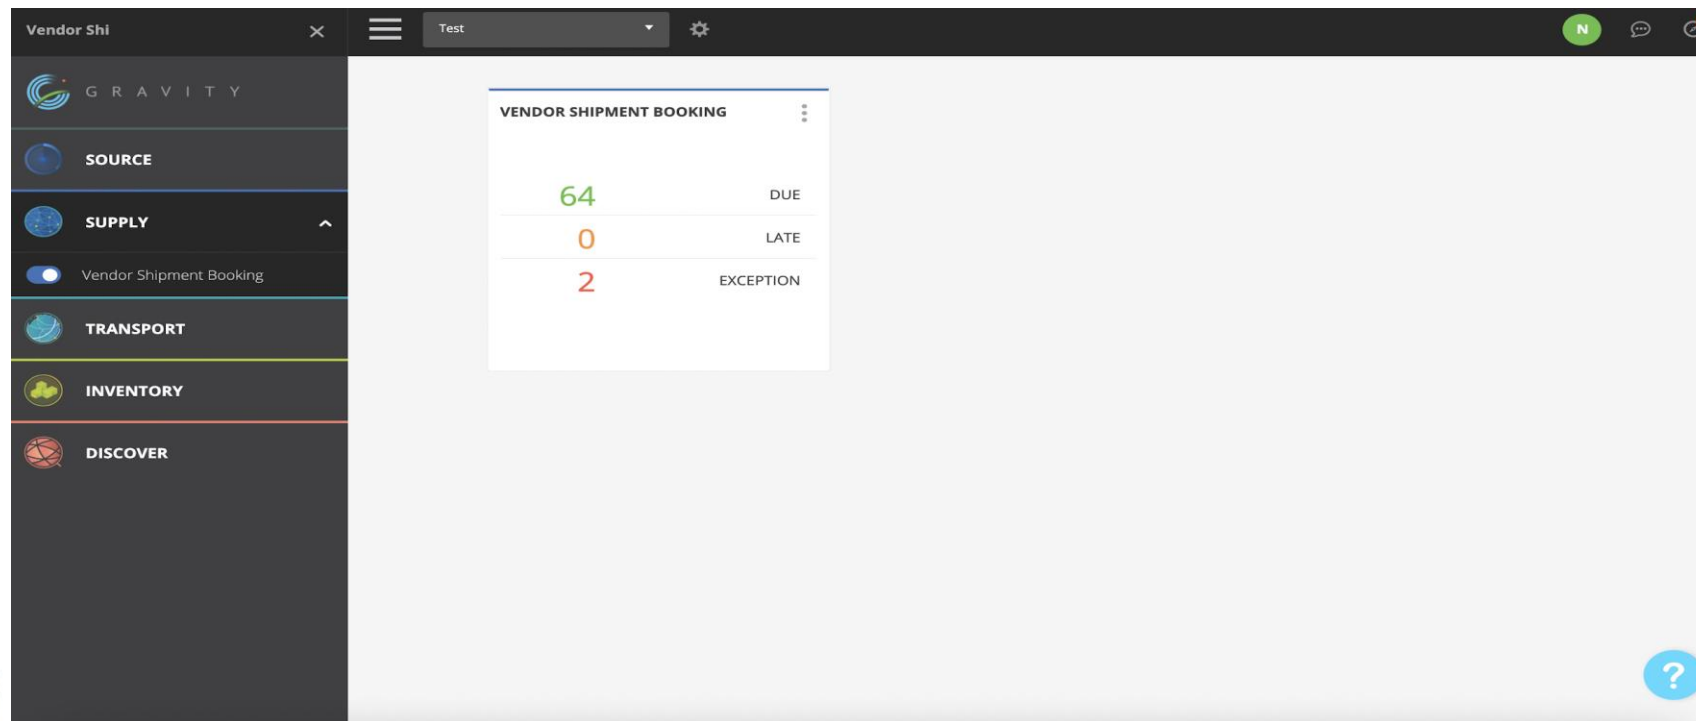 Vendor Shi
Test
N
GRAVITY
SOURCE
SUPPLY
Vendor Shipment Booking
TRANSPORT
INVENTORY
DISCOVER
VENDOR SHIPMENT BOOKING
64 DUE
0 LATE
2 EXCEPTION
?